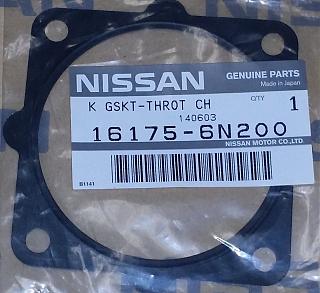 NISSAN
GENUINE PARTS
Made in Japan
K GSKT-THROT CH
QTY
1
140603
16175-6N200
NISSAN MOTOR CO.,LTD
B1141